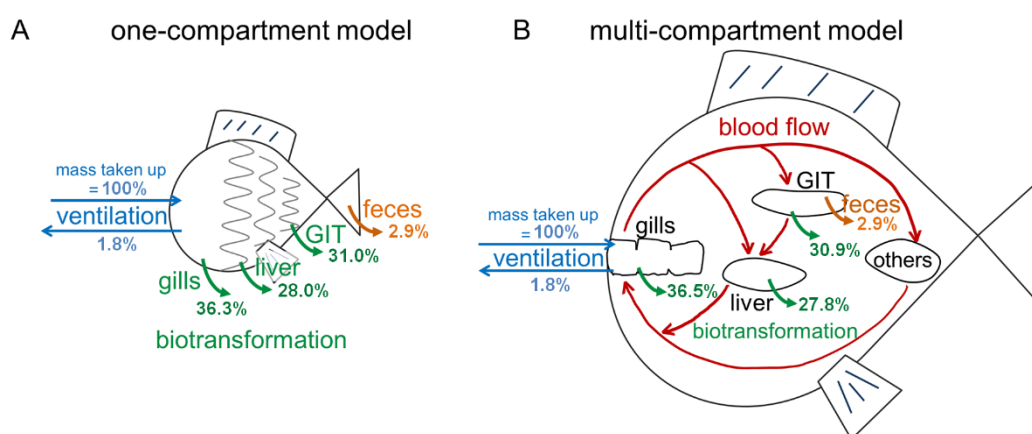 A
one-compartment model
mass taken up
= 100%
ventilation
1.8%
feces
2.9%
GIT
31.0%
liver
28.0%
gills
36.3%
biotransformation
B
multi-compartment model
blood flow
mass taken up
= 100%
ventilation
1.8%
gills
36.5%
GIT
feces
2.9%
30.9%
others
liver
27.8%
biotransformation